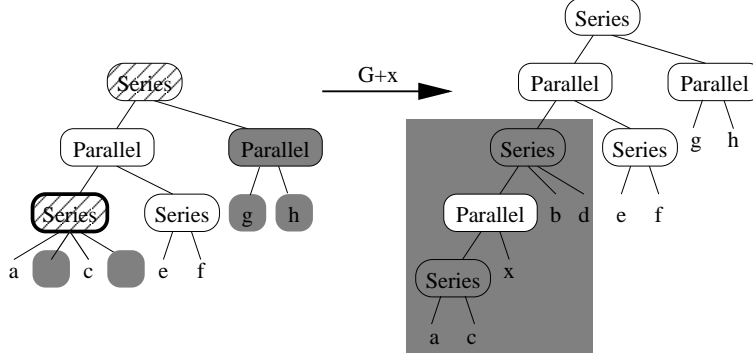 Series
G+x
Series
Parallel
Parallel
Parallel
Parallel
g
h
Series
Series
Series
Series
g
h
Parallel
b
d
e
f
a
c
e
f
Series
x
a
c